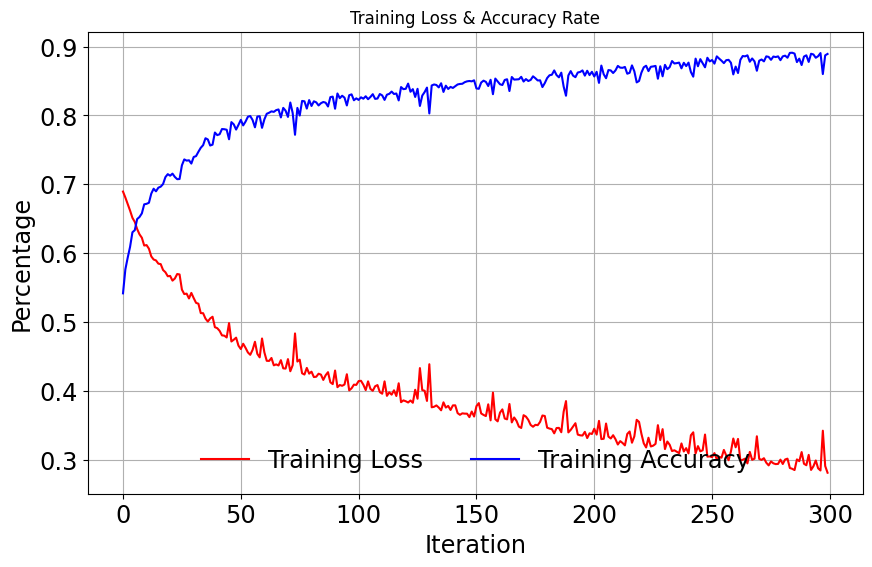 Training Loss & Accuracy Rate
0.9
0.8
0.7
0.6
0.5
0.4
0.3
Percentage
Training Loss
Training Accuracy
0 50 100 150 200 250 300
Iteration